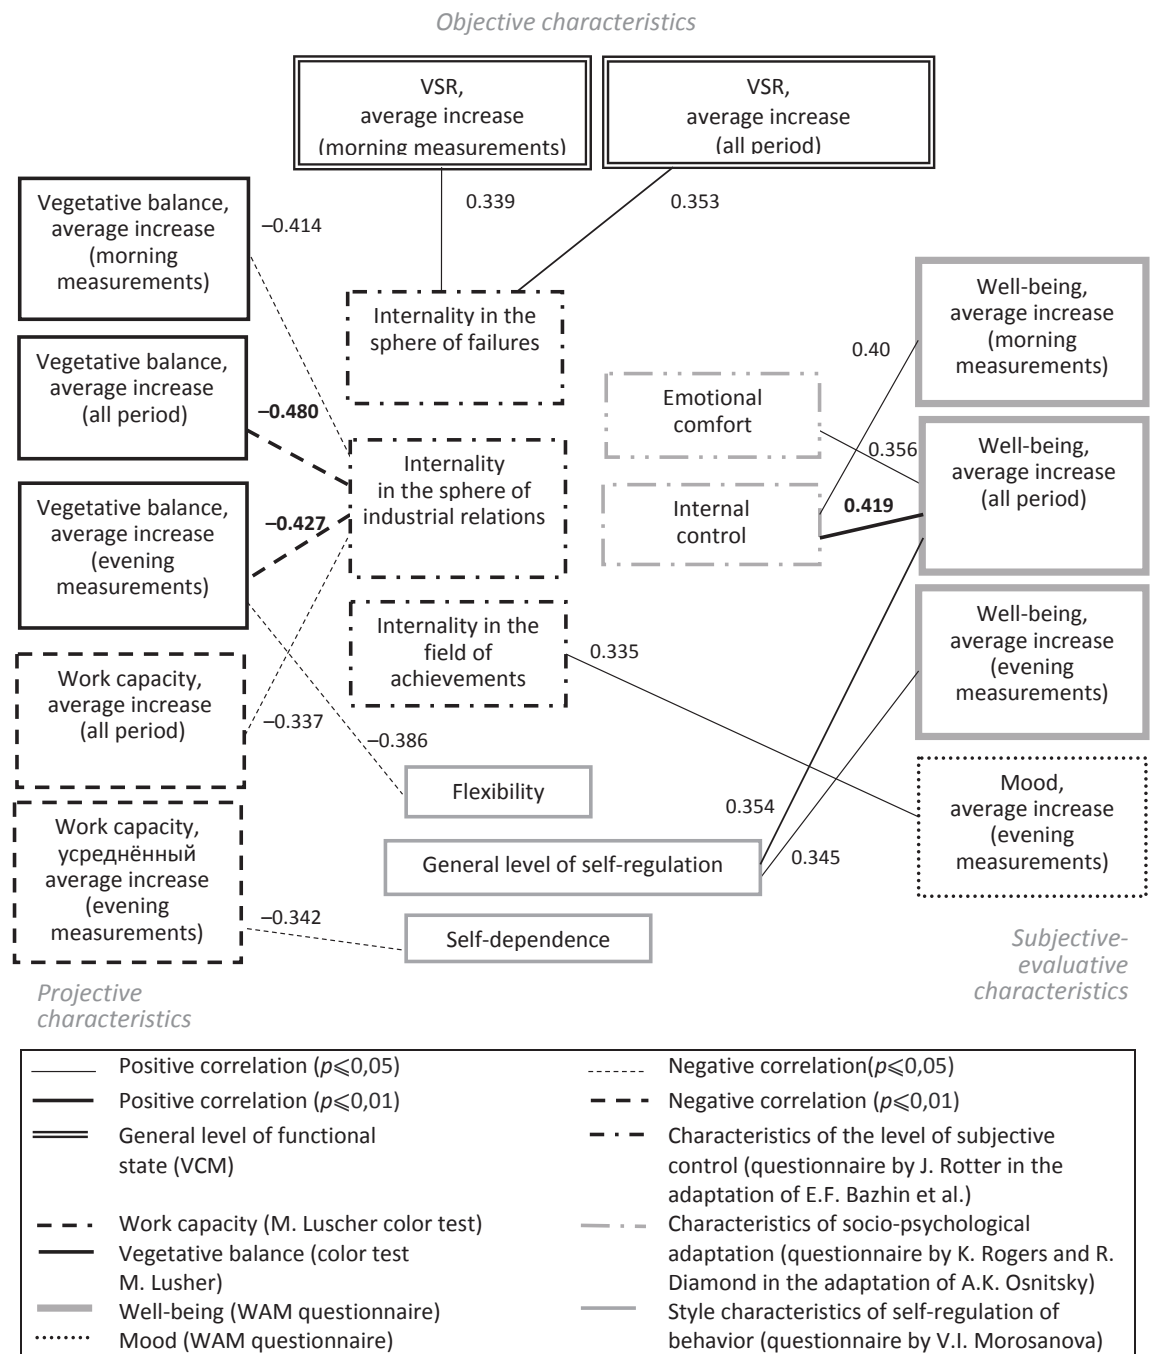 Objective characteristics
VSR,
average increase
(morning measurements)
VSR,
average increase
(all period)
0.339
0.353
Vegetative balance,
average increase
(morning
measurements)
−0.414
Internality in the
sphere of failures
Well-being,
average increase
(morning
measurements)
0.40
Vegetative balance,
average increase
(all period)
−0.480
Emotional
comfort
0.356
Internality
in the sphere of
industrial relations
Well-being,
average increase
(all period)
Vegetative balance,
average increase
(evening
measurements)
−0.427
Internal
control
0.419
Internality in the
field of
achievements
0.335
Well-being,
average increase
(evening
measurements)
Work capacity,
average increase
(all period)
−0.337
−0.386
Flexibility
0.354
0.345
Mood,
average increase
(evening
measurements)
Work capacity,
усреднённый
average increase
(evening
measurements)
General level of self-regulation
−0.342
Self-dependence
Projective
characteristics
Subjective-
evaluative
characteristics
Positive correlation (p⩽0,05)
Positive correlation (p⩽0,01)
General level of functional
state (VCM)
Work capacity (M. Luscher color test)
Vegetative balance (color test
M. Lusher)
Well-being (WAM questionnaire)
Mood (WAM questionnaire)
Negative correlation(p⩽0,05)
Negative correlation (p⩽0,01)
Characteristics of the level of subjective
control (questionnaire by J. Rotter in the
adaptation of E.F. Bazhin et al.)
Characteristics of socio-psychological
adaptation (questionnaire by K. Rogers and R.
Diamond in the adaptation of A.K. Osnitsky)
Style characteristics of self-regulation of
behavior (questionnaire by V.I. Morosanova)